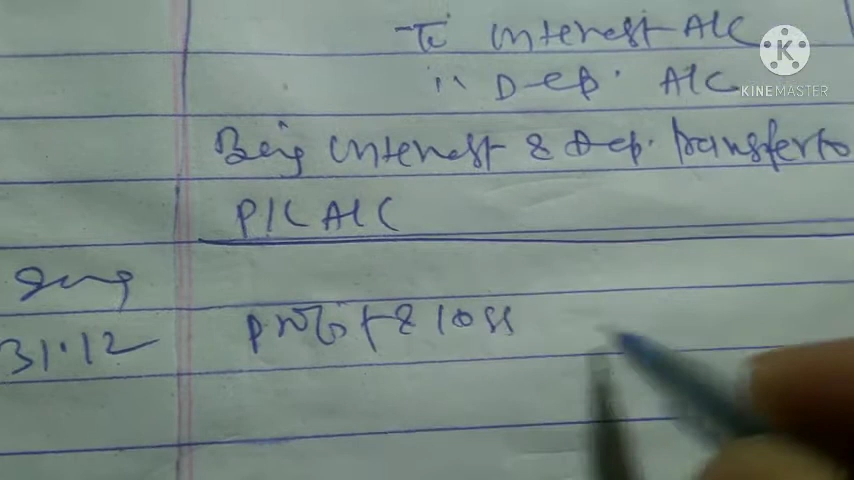 To Interest A/C
" Dep. A/C
KINEMASTER
Being Interest & Dep. transfer to
P/L A/C
31.12
Profit & loss